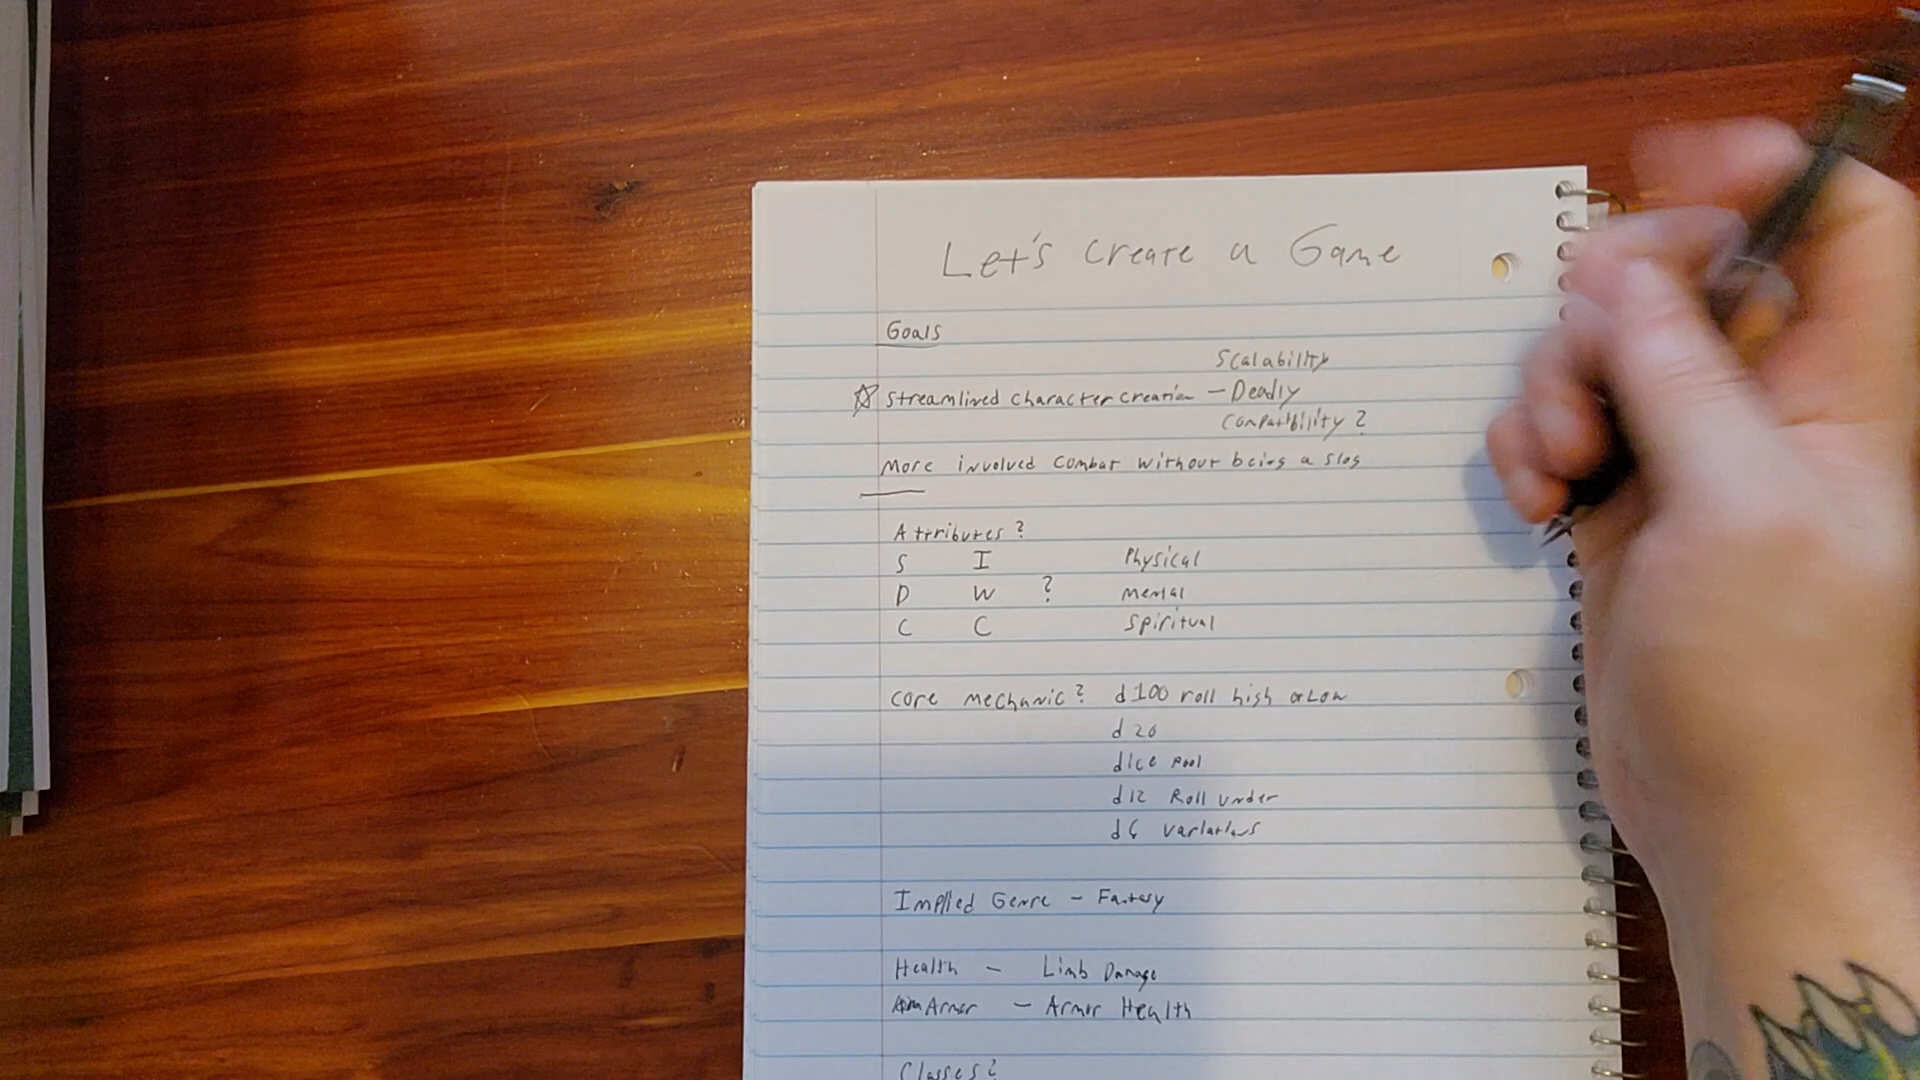 Let's Create a Game
Goals
Scalability
☆ Streamlined Character Creation - Deadly
Compatibility?
More involved Combat without being a slog
Attributes?
S I Physical
D W ? Mental
C C Spiritual
Core Mechanic? d100 roll high or Low
d20
dice pool
d12 Roll under
d6 variations
Implied Genre - Fantasy
Health - Limb Damage
Armor - Armor Health
Classes?